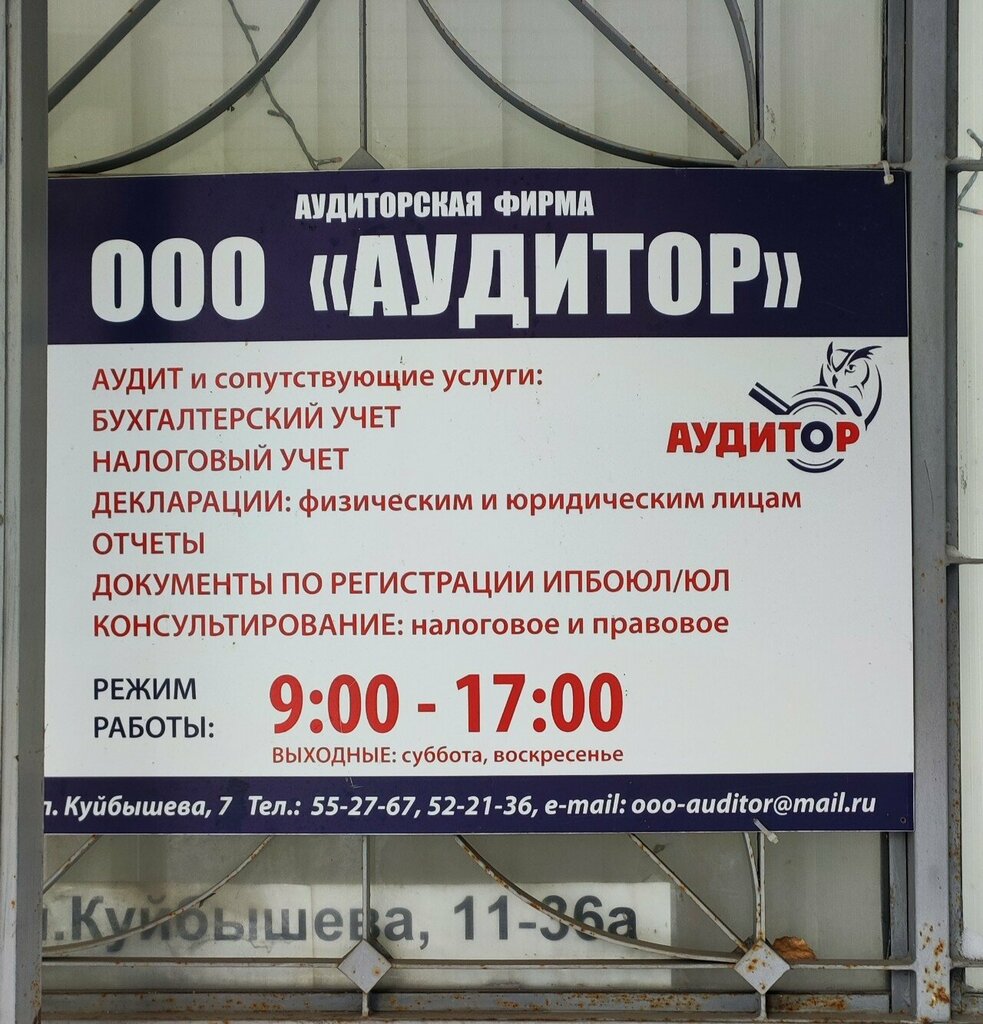 АУДИТОРСКАЯ ФИРМА
ООО «АУДИТОР»
АУДИТ и сопутствующие услуги:
БУХГАЛТЕРСКИЙ УЧЕТ
НАЛОГОВЫЙ УЧЕТ
АУДИТОР
ДЕКЛАРАЦИИ: физическим и юридическим лицам
ОТЧЕТЫ
ДОКУМЕНТЫ ПО РЕГИСТРАЦИИ ИПБОЮЛ/ЮЛ
КОНСУЛЬТИРОВАНИЕ: налоговое и правовое
РЕЖИМ
РАБОТЫ:
9:00 - 17:00
ВЫХОДНЫЕ: суббота, воскресенье
л. Куйбышева, 7 Тел.: 55-27-67, 52-21-36, e-mail: ooo-auditor@mail.ru
Куйбышева, 11-36а